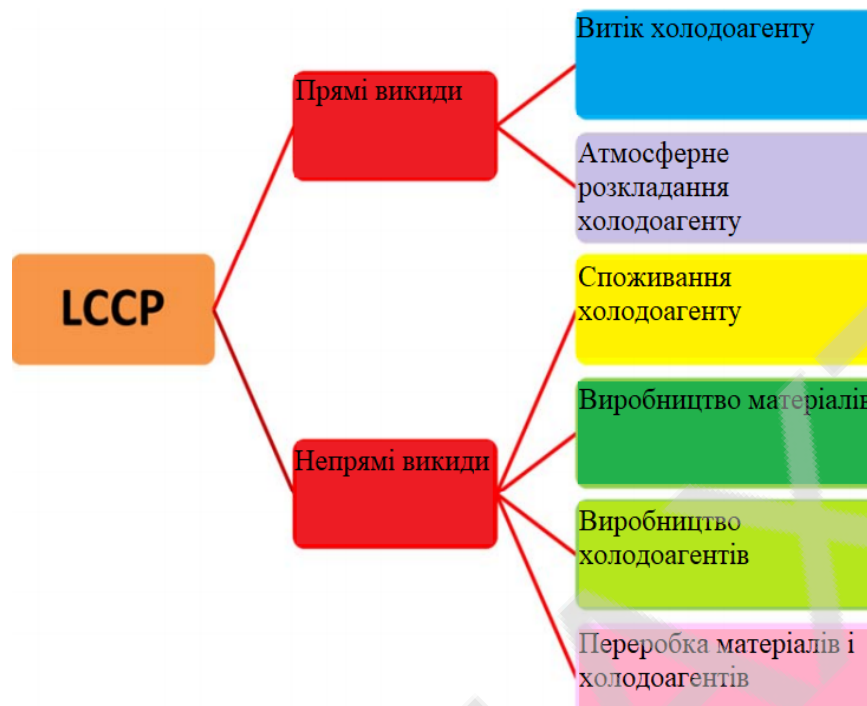 Витік холодоагенту
Прямі викиди
Атмосферне
розкладання
холодоагенту
LCCP
Споживання
холодоагенту
Виробництво матеріалів
Непрямі викиди
Виробництво
холодоагентів
Переробка матеріалів і
холодоагентів